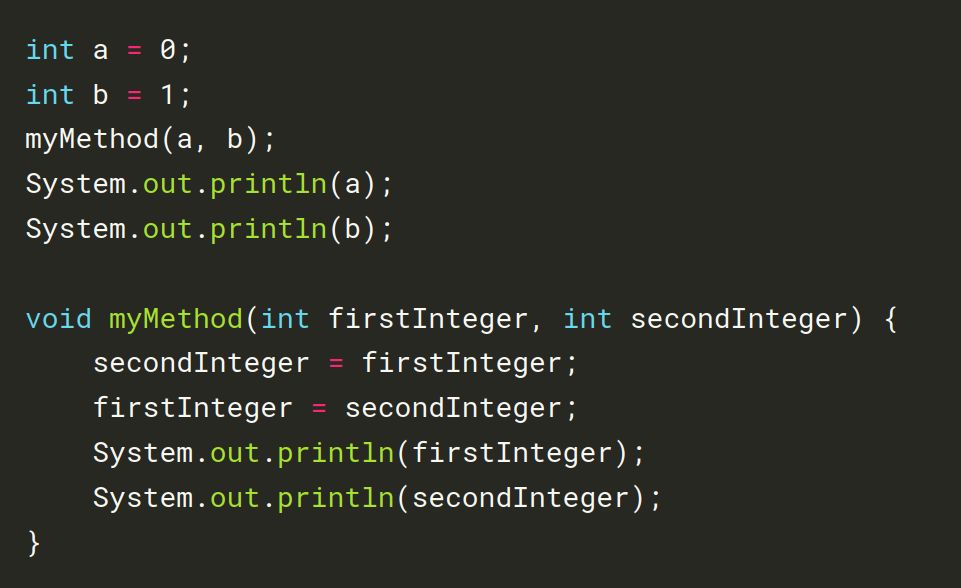 int a = 0;
int b = 1;
myMethod(a, b);
System.out.println(a);
System.out.println(b);

void myMethod(int firstInteger, int secondInteger) {
    secondInteger = firstInteger;
    firstInteger = secondInteger;
    System.out.println(firstInteger);
    System.out.println(secondInteger);
}